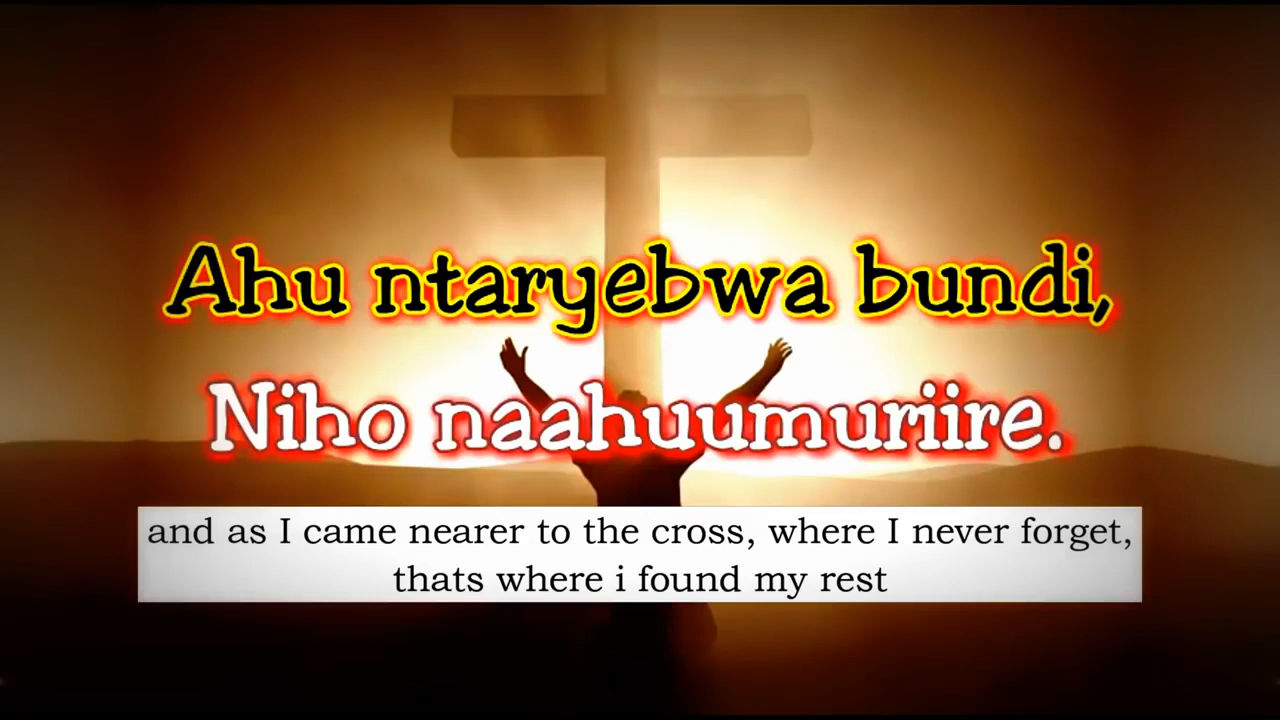 Ahu ntaryebwa bundi,
Niho naahuumuriire.
and as I came nearer to the cross, where I never forget,
thats where i found my rest